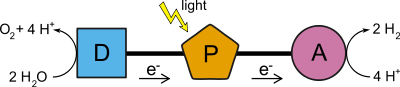 light
O₂+ 4 H⁺
2 H₂O
D
e⁻
P
e⁻
A
2 H₂
4 H⁺